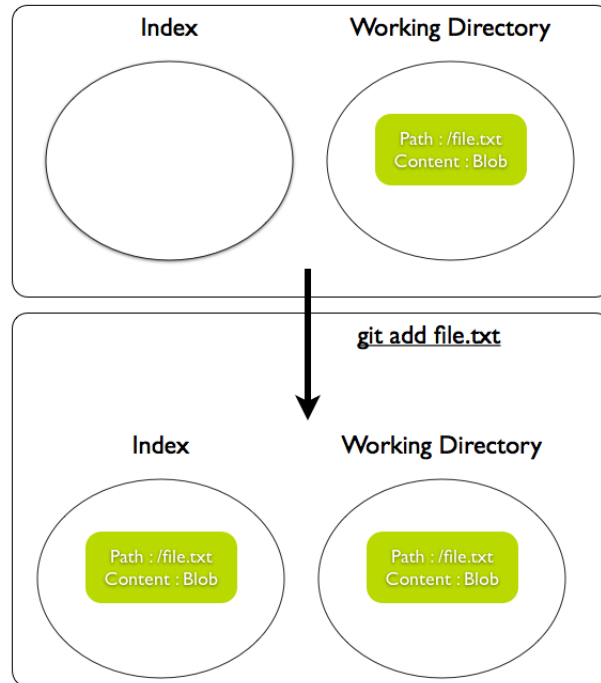 Index
Working Directory
Path : /file.txt
Content : Blob
git add file.txt
Index
Working Directory
Path : /file.txt
Content : Blob
Path : /file.txt
Content : Blob